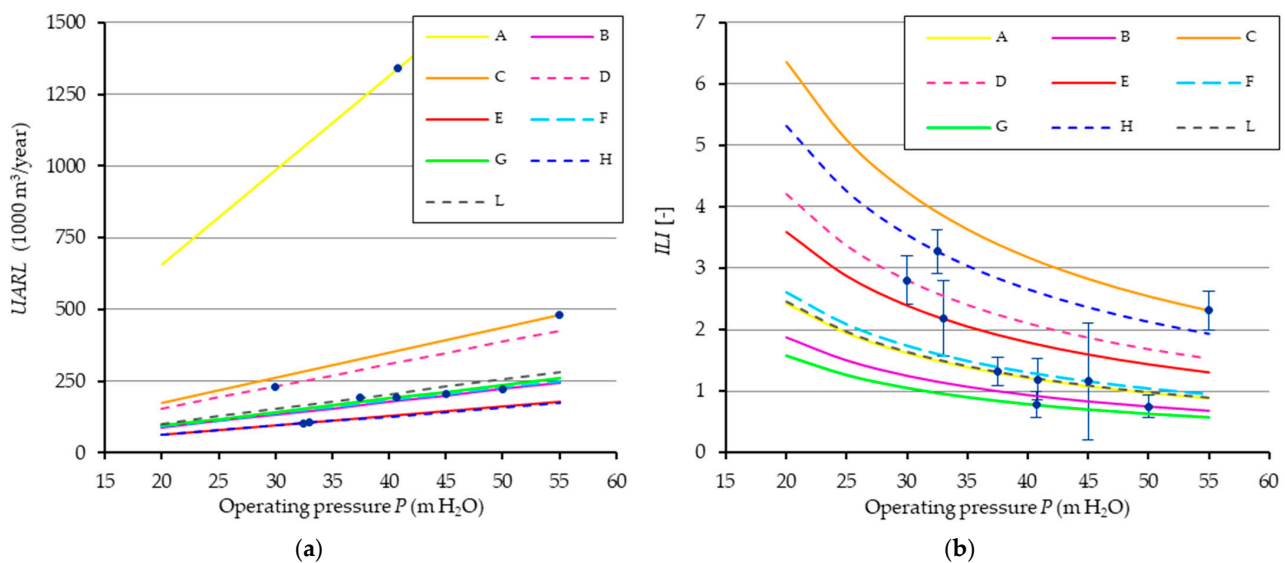 1500
1250
1000
750
500
250
0
UARL (1000 m³/year)
15 20 25 30 35 40 45 50 55 60
Operating pressure P (m H₂O)
A B
C D
E F
G H
L
(a)
7
6
5
4
3
2
1
0
ILI [-]
15 20 25 30 35 40 45 50 55 60
Operating pressure P (m H₂O)
A B C
D E F
G H L
(b)